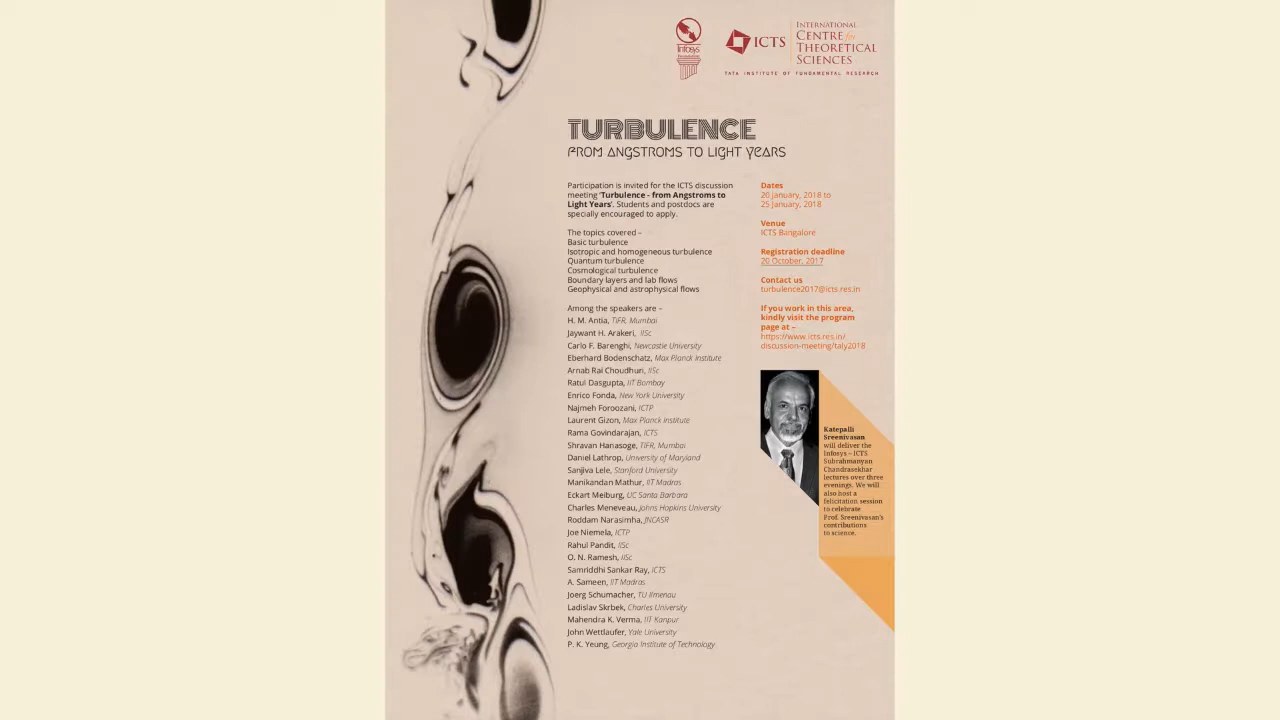 Infosys
ICTS
INTERNATIONAL
CENTRE for
THEORETICAL
SCIENCES
TATA INSTITUTE OF FUNDAMENTAL RESEARCH
TURBULENCE
FROM ANGSTROMS TO LIGHT YEARS
Participation is invited for the ICTS discussion
meeting 'Turbulence - from Angstroms to
Light Years'. Students and postdocs are
specially encouraged to apply.
The topics covered –
Basic turbulence
Isotropic and homogeneous turbulence
Quantum turbulence
Cosmological turbulence
Boundary layers and lab flows
Geophysical and astrophysical flows
Among the speakers are –
H. M. Antia, TIFR, Mumbai
Jaywant H. Arakeri, IISc
Carlo F. Barenghi, Newcastle University
Eberhard Bodenschatz, Max Planck Institute
Arnab Rai Choudhuri, IISc
Ratul Dasgupta, IIT Bombay
Enrico Fonda, New York University
Najmeh Foroozani, ICTP
Laurent Gizon, Max Planck Institute
Rama Govindarajan, ICTS
Shravan Hanasoge, TIFR, Mumbai
Daniel Lathrop, University of Maryland
Sanjiva Lele, Stanford University
Manikandan Mathur, IIT Madras
Eckart Meiburg, UC Santa Barbara
Charles Meneveau, Johns Hopkins University
Roddam Narasimha, JNCASR
Joe Niemela, ICTP
Rahul Pandit, IISc
O. N. Ramesh, IISc
Samriddhi Sankar Ray, ICTS
A. Sameen, IIT Madras
Joerg Schumacher, TU Ilmenau
Ladislav Skrbek, Charles University
Mahendra K. Verma, IIT Kanpur
John Wettlaufer, Yale University
P. K. Yeung, Georgia Institute of Technology
Dates
20 January, 2018 to
25 January, 2018
Venue
ICTS Bangalore
Registration deadline
20 October, 2017
Contact us
turbulence2017@icts.res.in
If you work in this area,
kindly visit the program
page at –
https://www.icts.res.in/
discussion-meeting/taly2018
Katepalli
Sreenivasan
will deliver the
Infosys – ICTS
Subrahmanyan
Chandrasekhar
lectures over three
evenings. We will
also host a
felicitation session
to celebrate
Prof. Sreenivasan's
contributions
to science.